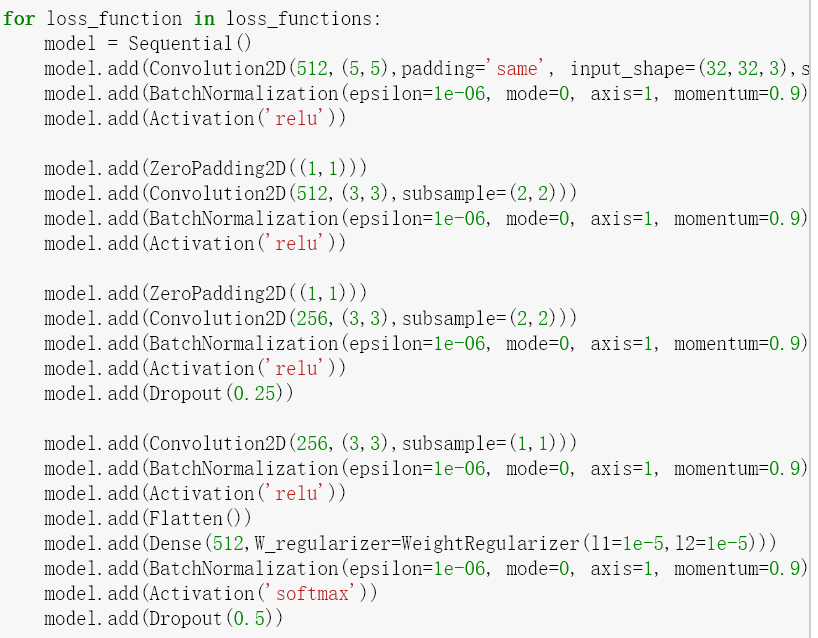 for loss_function in loss_functions:
    model = Sequential()
    model.add(Convolution2D(512,(5,5),padding='same', input_shape=(32,32,3),s
    model.add(BatchNormalization(epsilon=1e-06, mode=0, axis=1, momentum=0.9)
    model.add(Activation('relu'))

    model.add(ZeroPadding2D((1,1)))
    model.add(Convolution2D(512,(3,3),subsample=(2,2)))
    model.add(BatchNormalization(epsilon=1e-06, mode=0, axis=1, momentum=0.9)
    model.add(Activation('relu'))

    model.add(ZeroPadding2D((1,1)))
    model.add(Convolution2D(256,(3,3),subsample=(2,2)))
    model.add(BatchNormalization(epsilon=1e-06, mode=0, axis=1, momentum=0.9)
    model.add(Activation('relu'))
    model.add(Dropout(0.25))

    model.add(Convolution2D(256,(3,3),subsample=(1,1)))
    model.add(BatchNormalization(epsilon=1e-06, mode=0, axis=1, momentum=0.9)
    model.add(Activation('relu'))
    model.add(Flatten())
    model.add(Dense(512,W_regularizer=WeightRegularizer(l1=1e-5,l2=1e-5)))
    model.add(BatchNormalization(epsilon=1e-06, mode=0, axis=1, momentum=0.9)
    model.add(Activation('softmax'))
    model.add(Dropout(0.5))